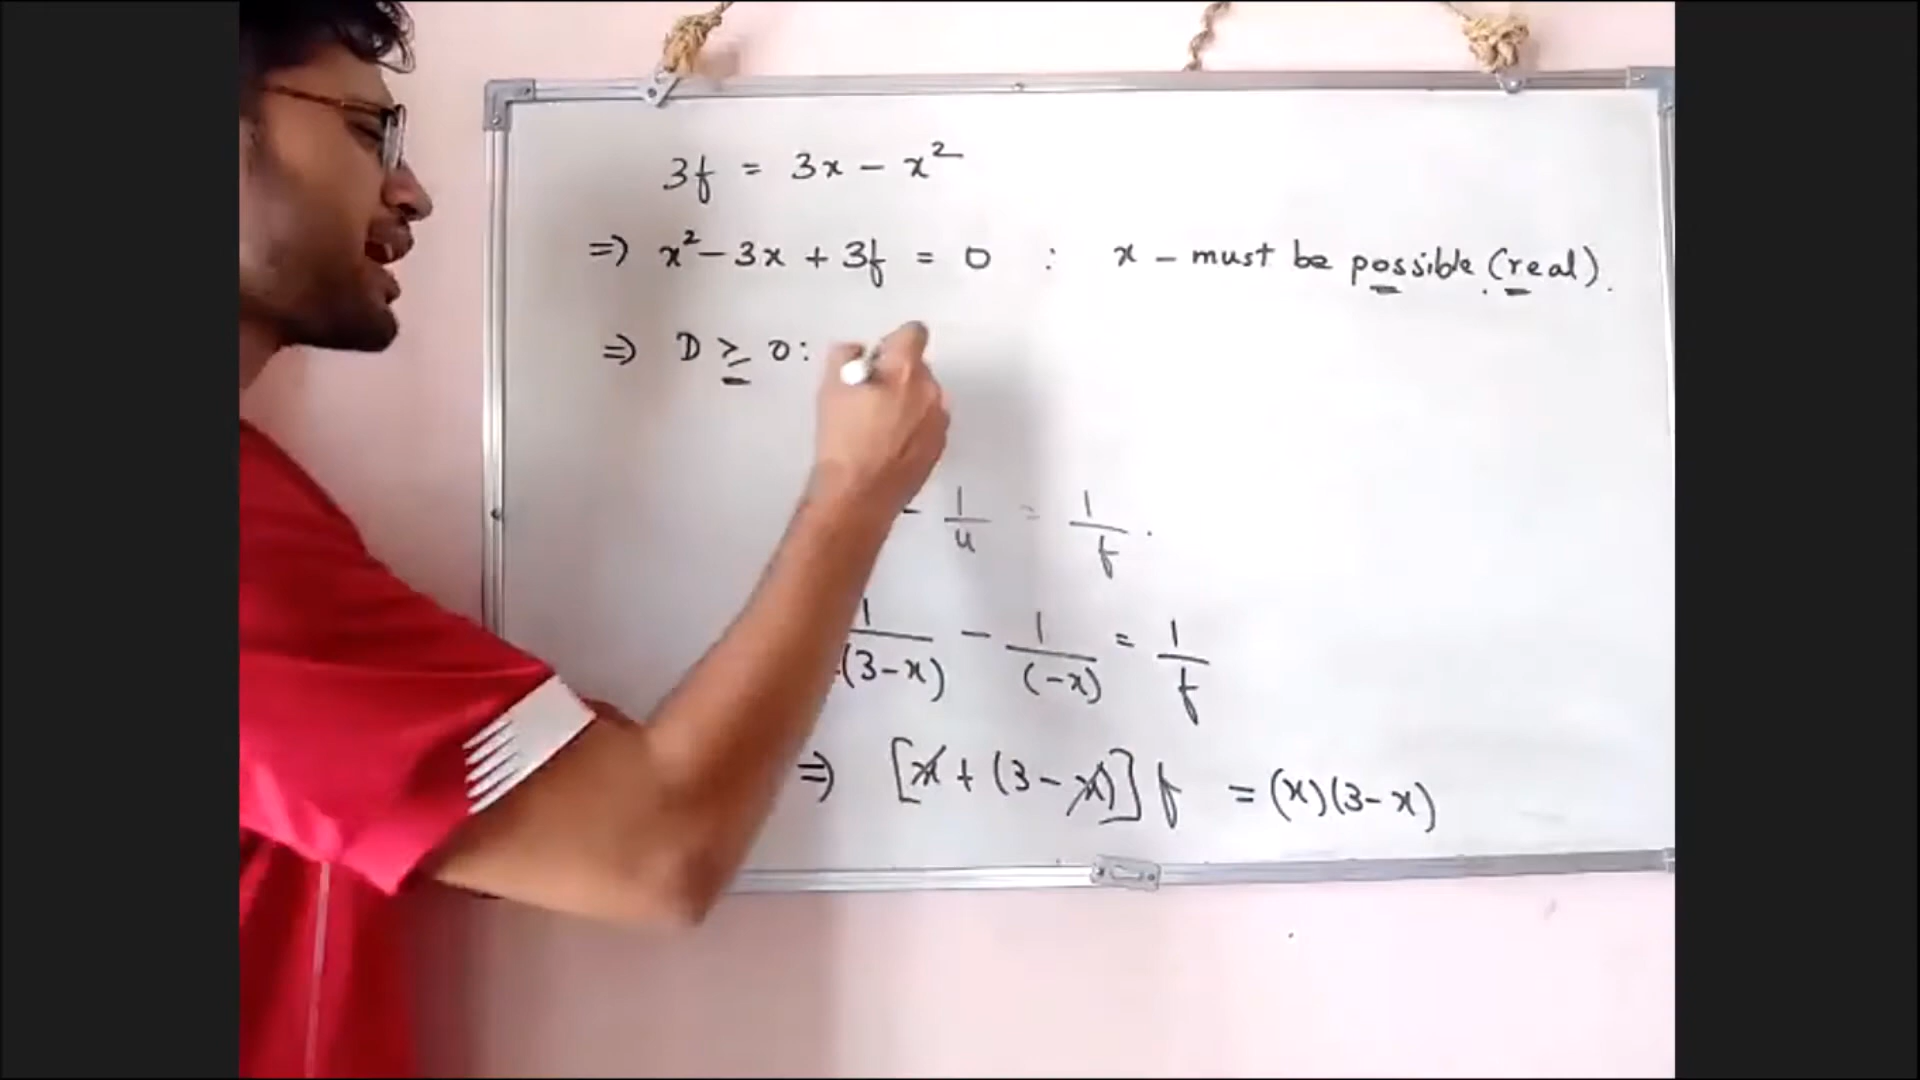 3f = 3x - x²
⇒ x² - 3x + 3f = 0 : x - must be possible (real).
⇒ D ≥ 0:
- 1/u = 1/f.
1/(3-x) - 1/(-x) = 1/f
⇒ [x + (3-x)] f = (x)(3-x)